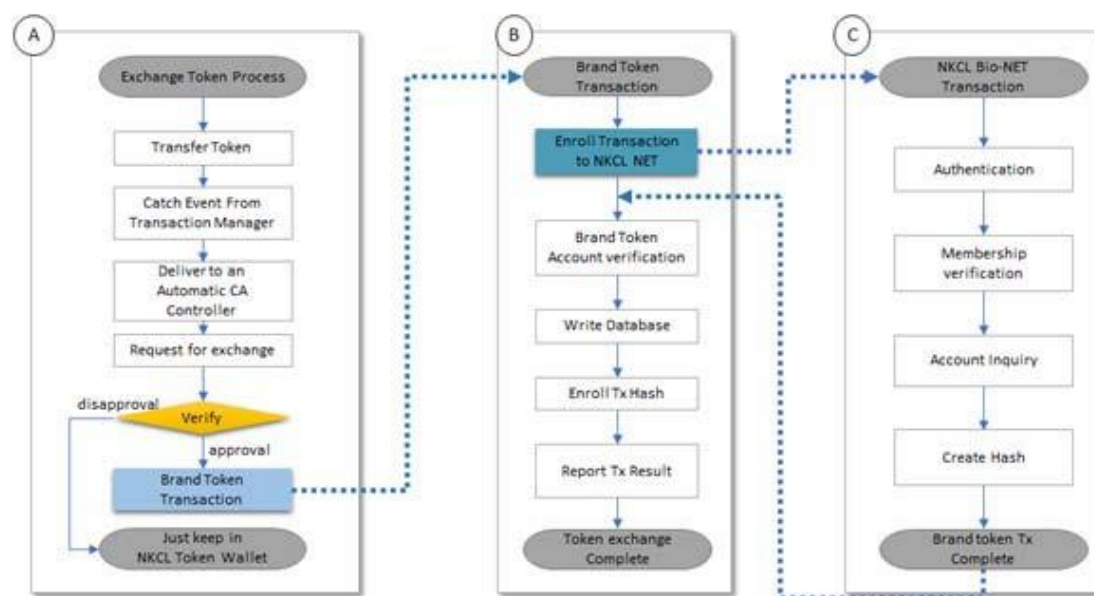 A
Exchange Token Process
Transfer Token
Catch Event From
Transaction Manager
Deliver to an
Automatic CA
Controller
Request for exchange
disapproval
Verify
approval
Brand Token
Transaction
Just keep in
NKCL Token Wallet
B
Brand Token
Transaction
Enroll Transaction
to NKCL NET
Brand Token
Account verification
Write Database
Enroll Tx Hash
Report Tx Result
Token exchange
Complete
C
NKCL Bio-NET
Transaction
Authentication
Membership
verification
Account Inquiry
Create Hash
Brand token Tx
Complete